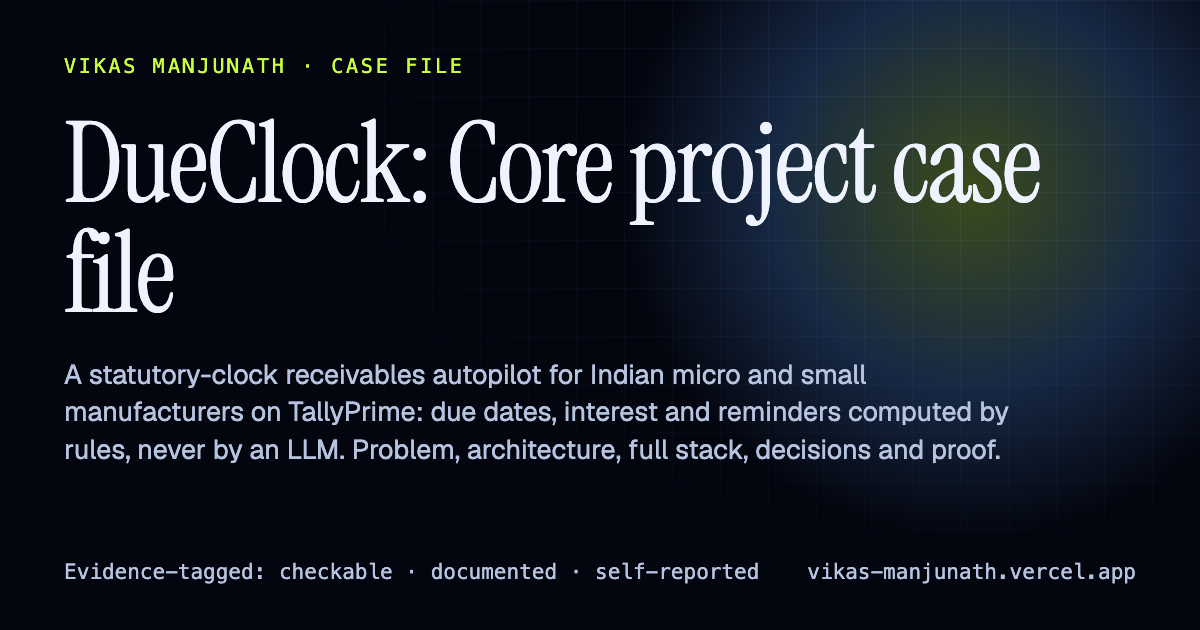 VIKAS MANJUNATH · CASE FILE
DueClock: Core project case
file
A statutory-clock receivables autopilot for Indian micro and small
manufacturers on TallyPrime: due dates, interest and reminders computed by
rules, never by an LLM. Problem, architecture, full stack, decisions and proof.
Evidence-tagged: checkable · documented · self-reported vikas-manjunath.vercel.app